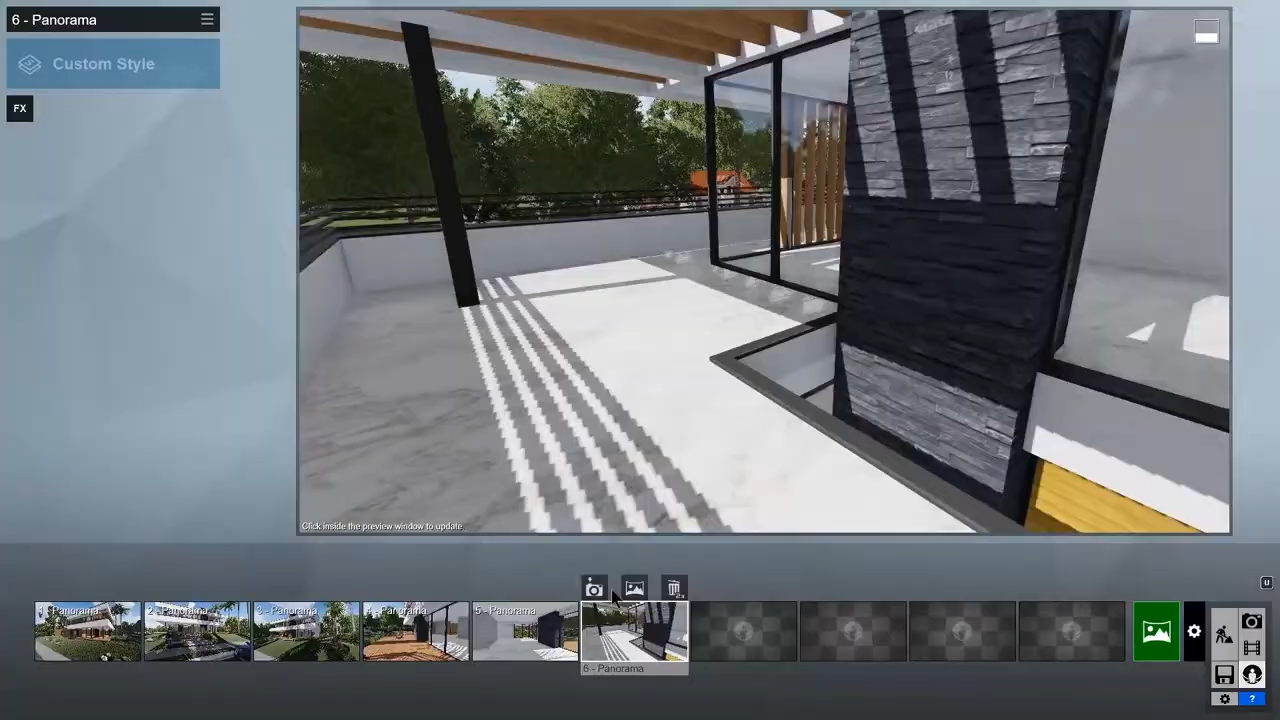 6 - Panorama
Custom Style
FX
Click inside the preview window to update
U
1 - Panorama
2 - Panorama
3 - Panorama
4 - Panorama
5 - Panorama
6 - Panorama
?